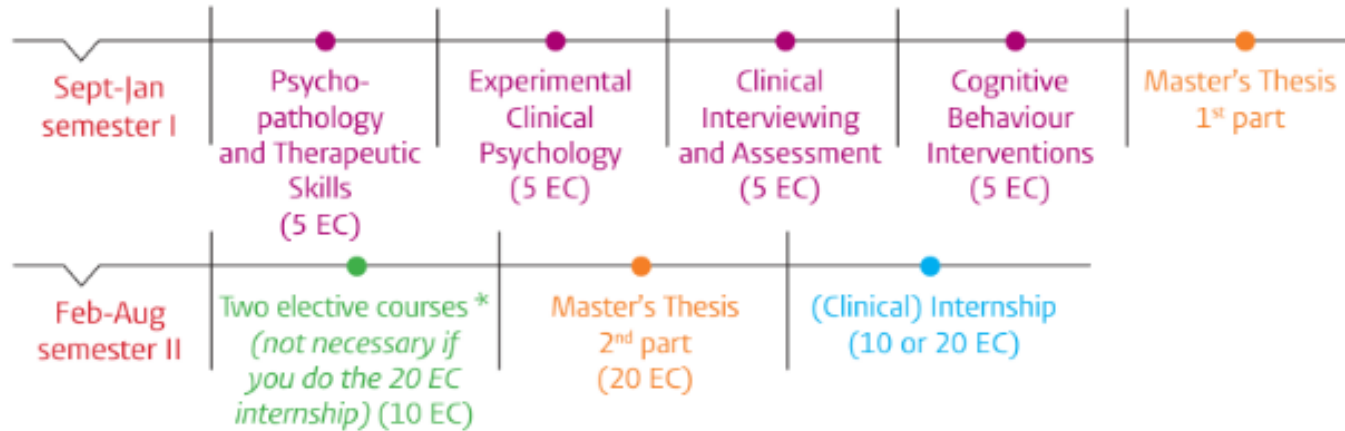 Sept-Jan
semester I
Psycho-
pathology
and Therapeutic
Skills
(5 EC)
Experimental
Clinical
Psychology
(5 EC)
Clinical
Interviewing
and Assessment
(5 EC)
Cognitive
Behaviour
Interventions
(5 EC)
Master's Thesis
1st part
Feb-Aug
semester II
Two elective courses *
(not necessary if
you do the 20 EC
internship) (10 EC)
Master's Thesis
2nd part
(20 EC)
(Clinical) Internship
(10 or 20 EC)